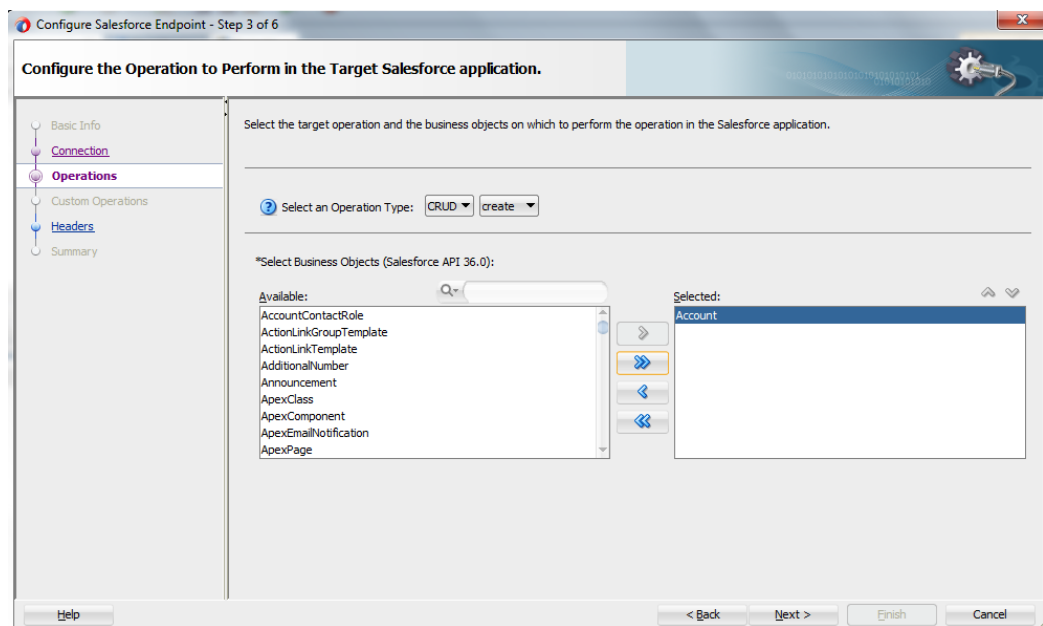 Configure Salesforce Endpoint - Step 3 of 6
Configure the Operation to Perform in the Target Salesforce application.
Basic Info
Connection
Operations
Custom Operations
Headers
Summary
Select the target operation and the business objects on which to perform the operation in the Salesforce application.
Select an Operation Type: CRUD create
*Select Business Objects (Salesforce API 36.0):
Available:
AccountContactRole
ActionLinkGroupTemplate
ActionLinkTemplate
AdditionalNumber
Announcement
ApexClass
ApexComponent
ApexEmailNotification
ApexPage
Selected:
Account
Help
< Back Next > Finish Cancel